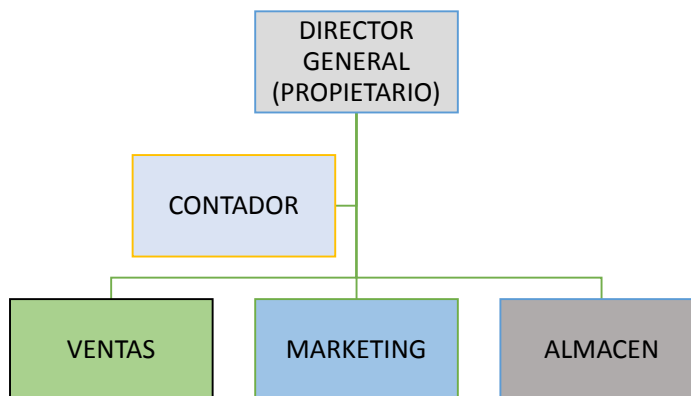 DIRECTOR
GENERAL
(PROPIETARIO)
CONTADOR
VENTAS
MARKETING
ALMACEN